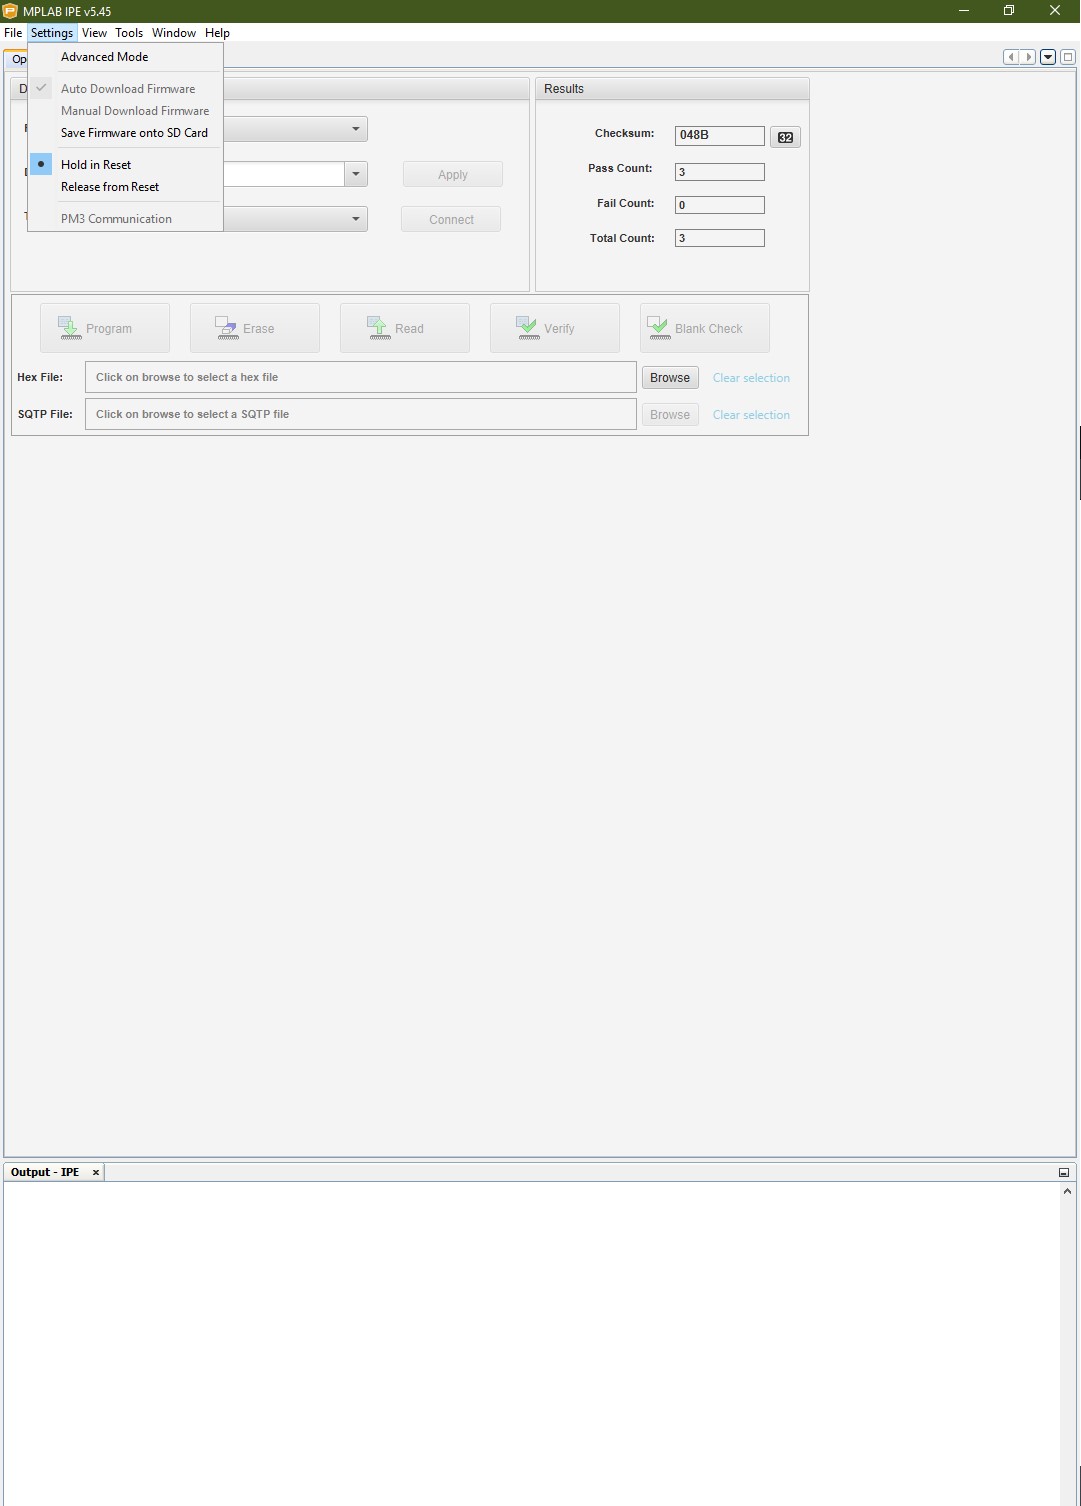 MPLAB IPE v5.45
File Settings View Tools Window Help
Advanced Mode
Auto Download Firmware
Manual Download Firmware
Save Firmware onto SD Card
Hold in Reset
Release from Reset
PM3 Communication
Apply
Connect
Results
Checksum: 048B 32
Pass Count: 3
Fail Count: 0
Total Count: 3
Program Erase Read Verify Blank Check
Hex File: Click on browse to select a hex file Browse Clear selection
SQTP File: Click on browse to select a SQTP file Browse Clear selection
Output - IPE